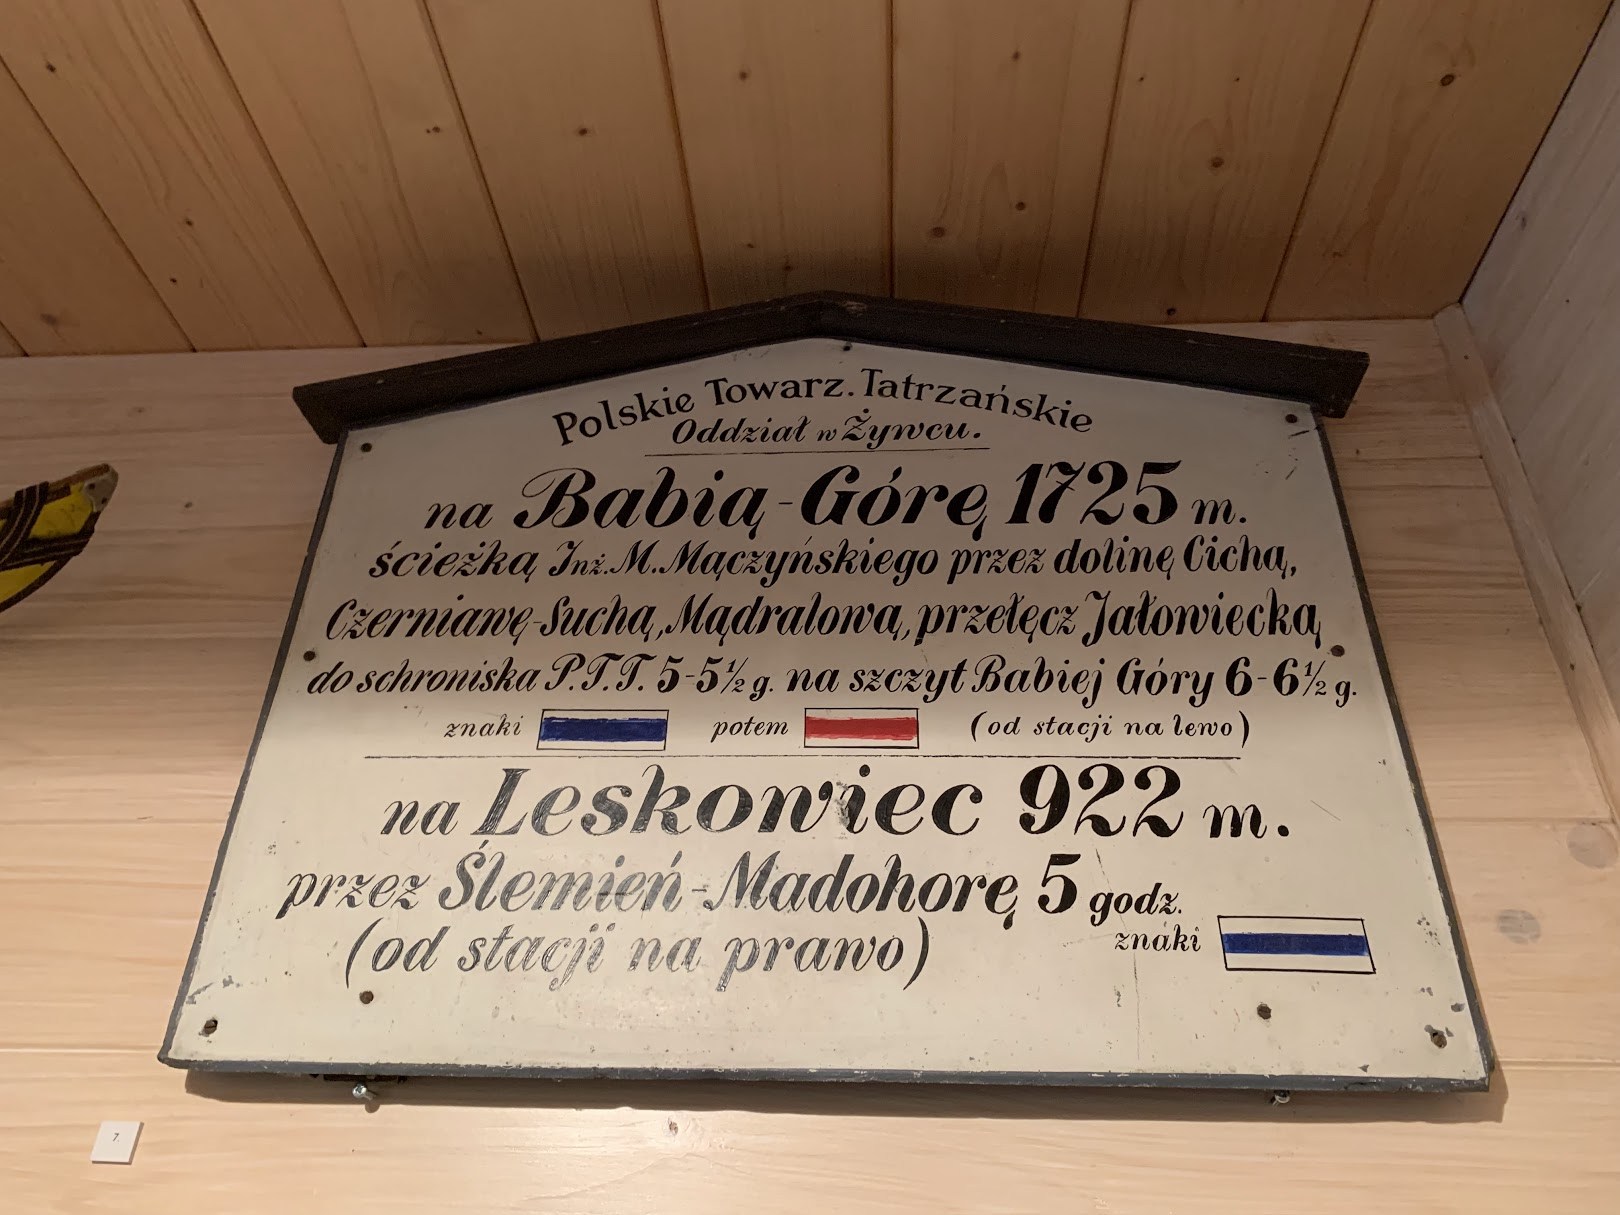 Polskie Towarz. Tatrzańskie
Oddział w Żywcu.
na Babią-Górę 1725 m.
ścieżką Inż. M. Mączyńskiego przez dolinę Cichą,
Czerniawę-Suchą, Mądralową, przełęcz Jałowiecką
do schroniska P.T.T. 5-5½ g. na szczyt Babiej Góry 6-6½ g.
znaki potem (od stacji na lewo)
na Leskowiec 922 m.
przez Ślemień-Madohorę 5 godz.
znaki
(od stacji na prawo)
7.